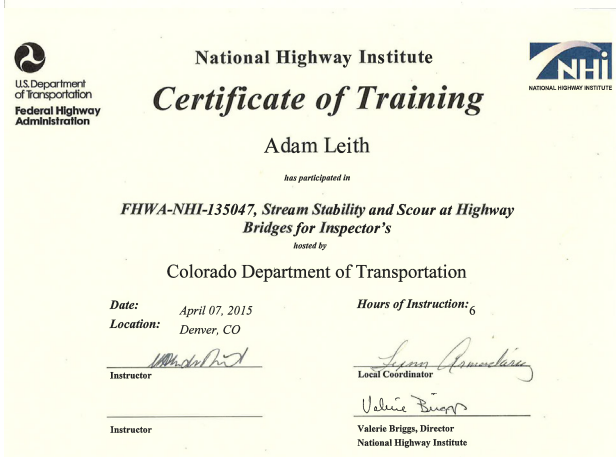 National Highway Institute
U.S. Department
of Transportation
Federal Highway
Administration
NHI
NATIONAL HIGHWAY INSTITUTE
Certificate of Training
Adam Leith
has participated in
FHWA-NHI-135047, Stream Stability and Scour at Highway
Bridges for Inspector's
hosted by
Colorado Department of Transportation
Date: April 07, 2015
Hours of Instruction: 6
Location: Denver, CO
Instructor
Lynn Armendariz
Local Coordinator
Valerie Briggs
Instructor
Valerie Briggs, Director
National Highway Institute